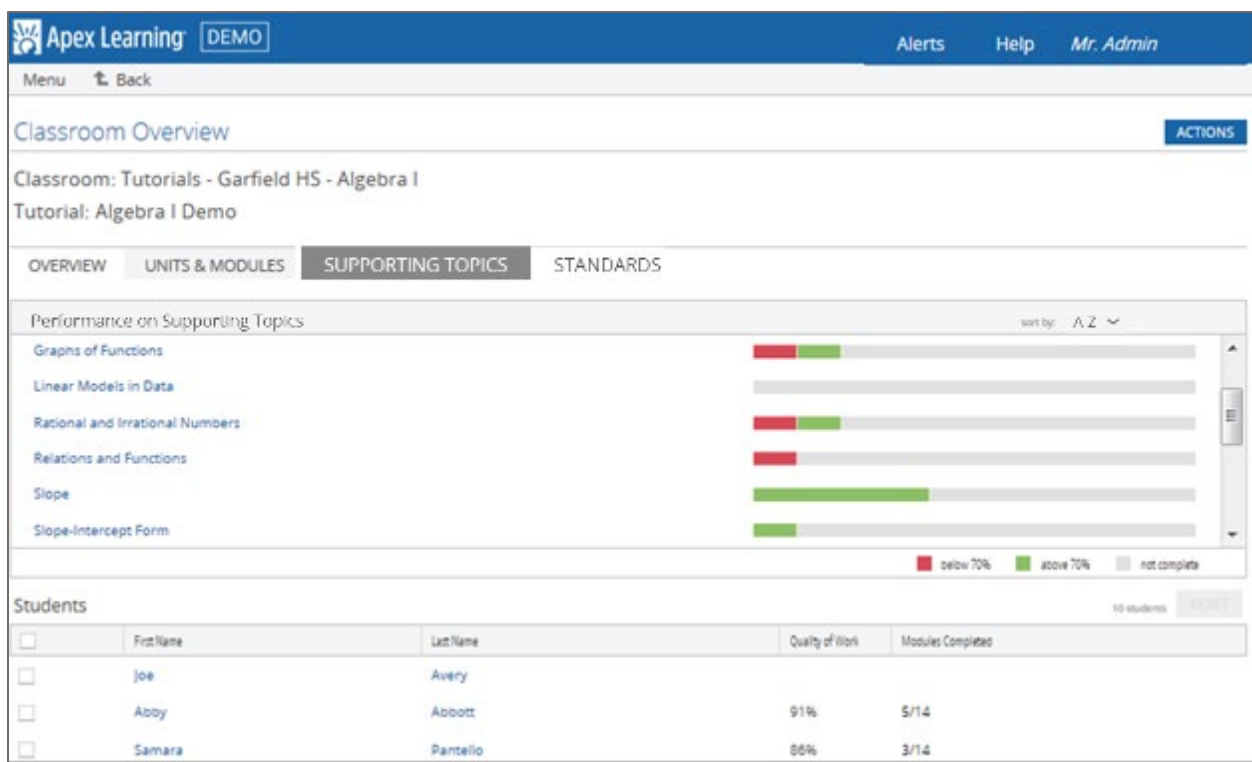 Apex Learning DEMO Alerts Help Mr. Admin
Menu Back
Classroom Overview ACTIONS
Classroom: Tutorials - Garfield HS - Algebra I
Tutorial: Algebra I Demo
OVERVIEW UNITS & MODULES SUPPORTING TOPICS STANDARDS
Performance on Supporting Topics sort by: A Z
Graphs of Functions
Linear Models in Data
Rational and Irrational Numbers
Relations and Functions
Slope
Slope-Intercept Form
below 70% above 70% not complete
Students 10 students RESET
First Name Last Name Quality of Work Modules Completed
Joe Avery
Abby Abbott 91% 5/14
Samara Pantello 86% 3/14